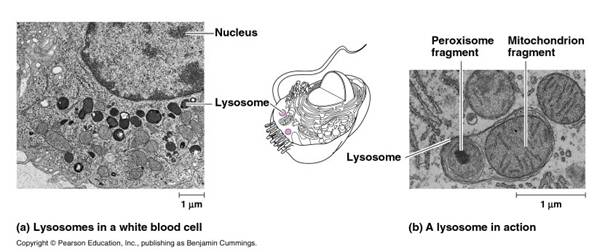 Nucleus
Lysosome
1 µm
(a) Lysosomes in a white blood cell
Peroxisome
fragment
Mitochondrion
fragment
Lysosome
1 µm
(b) A lysosome in action
Copyright © Pearson Education, Inc., publishing as Benjamin Cummings.